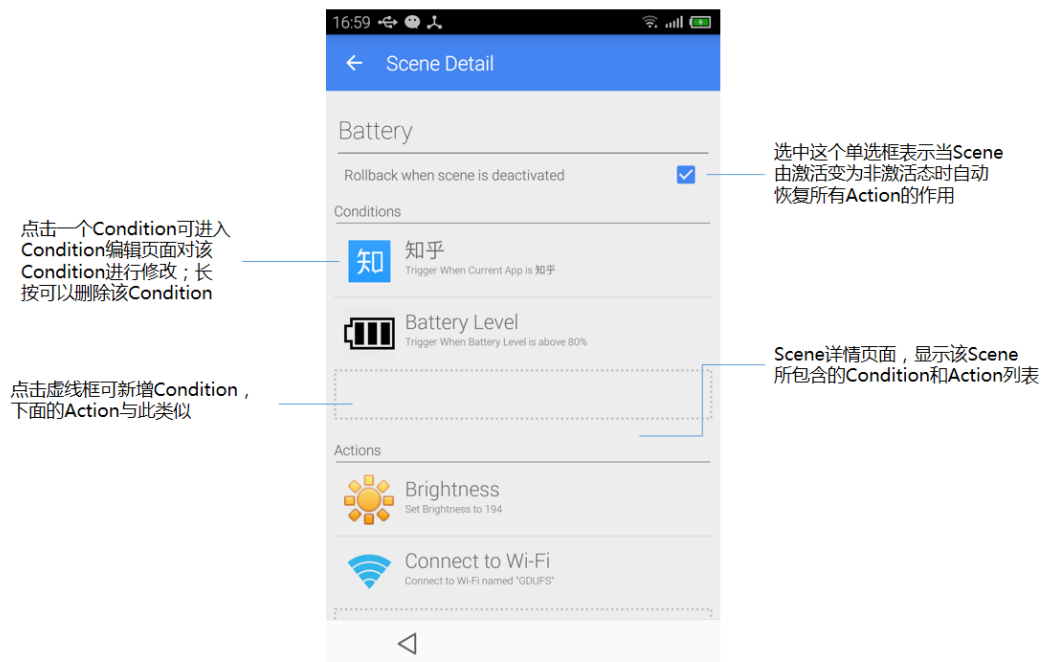 16:59
Scene Detail
Battery
Rollback when scene is deactivated
选中这个单选框表示当Scene
由激活变为非激活态时自动
恢复所有Action的作用
Conditions
点击一个Condition可进入
Condition编辑页面对该
Condition进行修改；长
按可以删除该Condition
知
知乎
Trigger When Current App is 知乎
Battery Level
Trigger When Battery Level is above 80%
Scene详情页面，显示该Scene
所包含的Condition和Action列表
点击虚线框可新增Condition，
下面的Action与此类似
Actions
Brightness
Set Brightness to 194
Connect to Wi-Fi
Connect to Wi-Fi named "GDUFS"